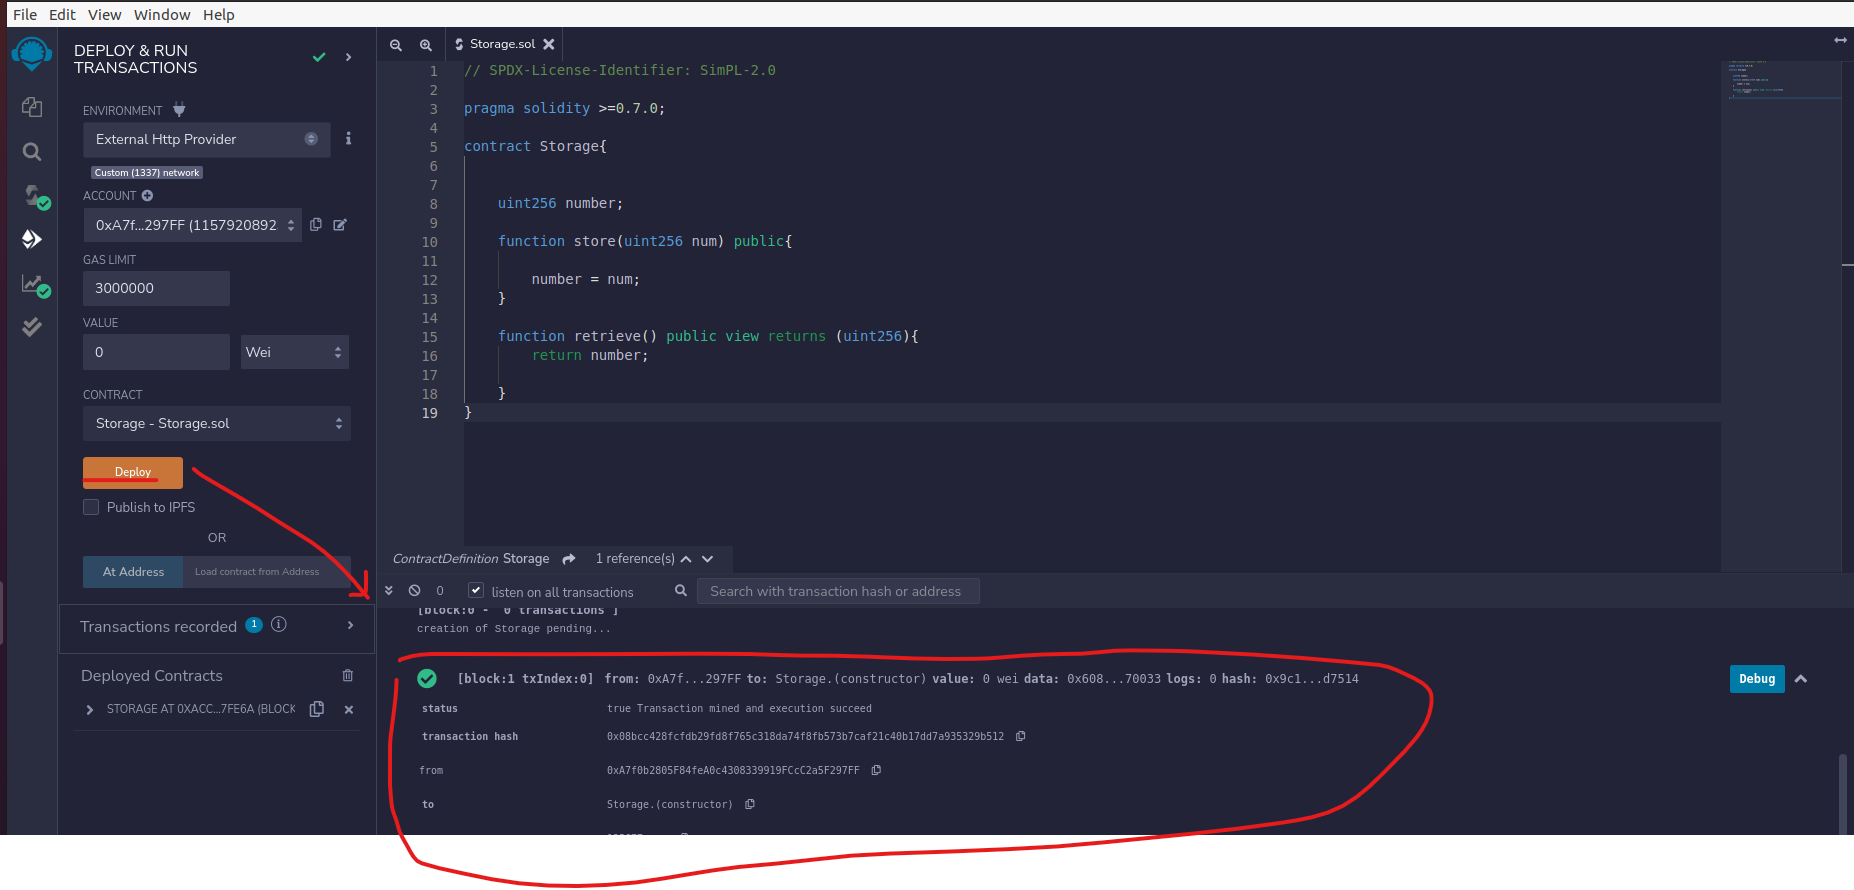 File Edit View Window Help
DEPLOY & RUN
TRANSACTIONS
ENVIRONMENT
External Http Provider
Custom (1337) network
ACCOUNT
0xA7f...297FF (1157920892
GAS LIMIT
3000000
VALUE
0 Wei
CONTRACT
Storage - Storage.sol
Deploy
Publish to IPFS
OR
At Address Load contract from Address
Transactions recorded 1
Deployed Contracts
STORAGE AT 0XACC...7FE6A (BLOCK
Storage.sol
1 // SPDX-License-Identifier: SimPL-2.0
2
3 pragma solidity >=0.7.0;
4
5 contract Storage{
6
7
8 uint256 number;
9
10 function store(uint256 num) public{
11
12 number = num;
13 }
14
15 function retrieve() public view returns (uint256){
16 return number;
17
18 }
19 }
ContractDefinition Storage 1 reference(s)
0 listen on all transactions Search with transaction hash or address
[block:0 - 0 transactions ]
creation of Storage pending...
[block:1 txIndex:0] from: 0xA7f...297FF to: Storage.(constructor) value: 0 wei data: 0x608...70033 logs: 0 hash: 0x9c1...d7514 Debug
status true Transaction mined and execution succeed
transaction hash 0x08bcc428fcfdb29fd8f765c318da74f8fb573b7caf21c40b17dd7a935329b512
from 0xA7f0b2805F84feA0c4308339919FCcC2a5F297FF
to Storage.(constructor)